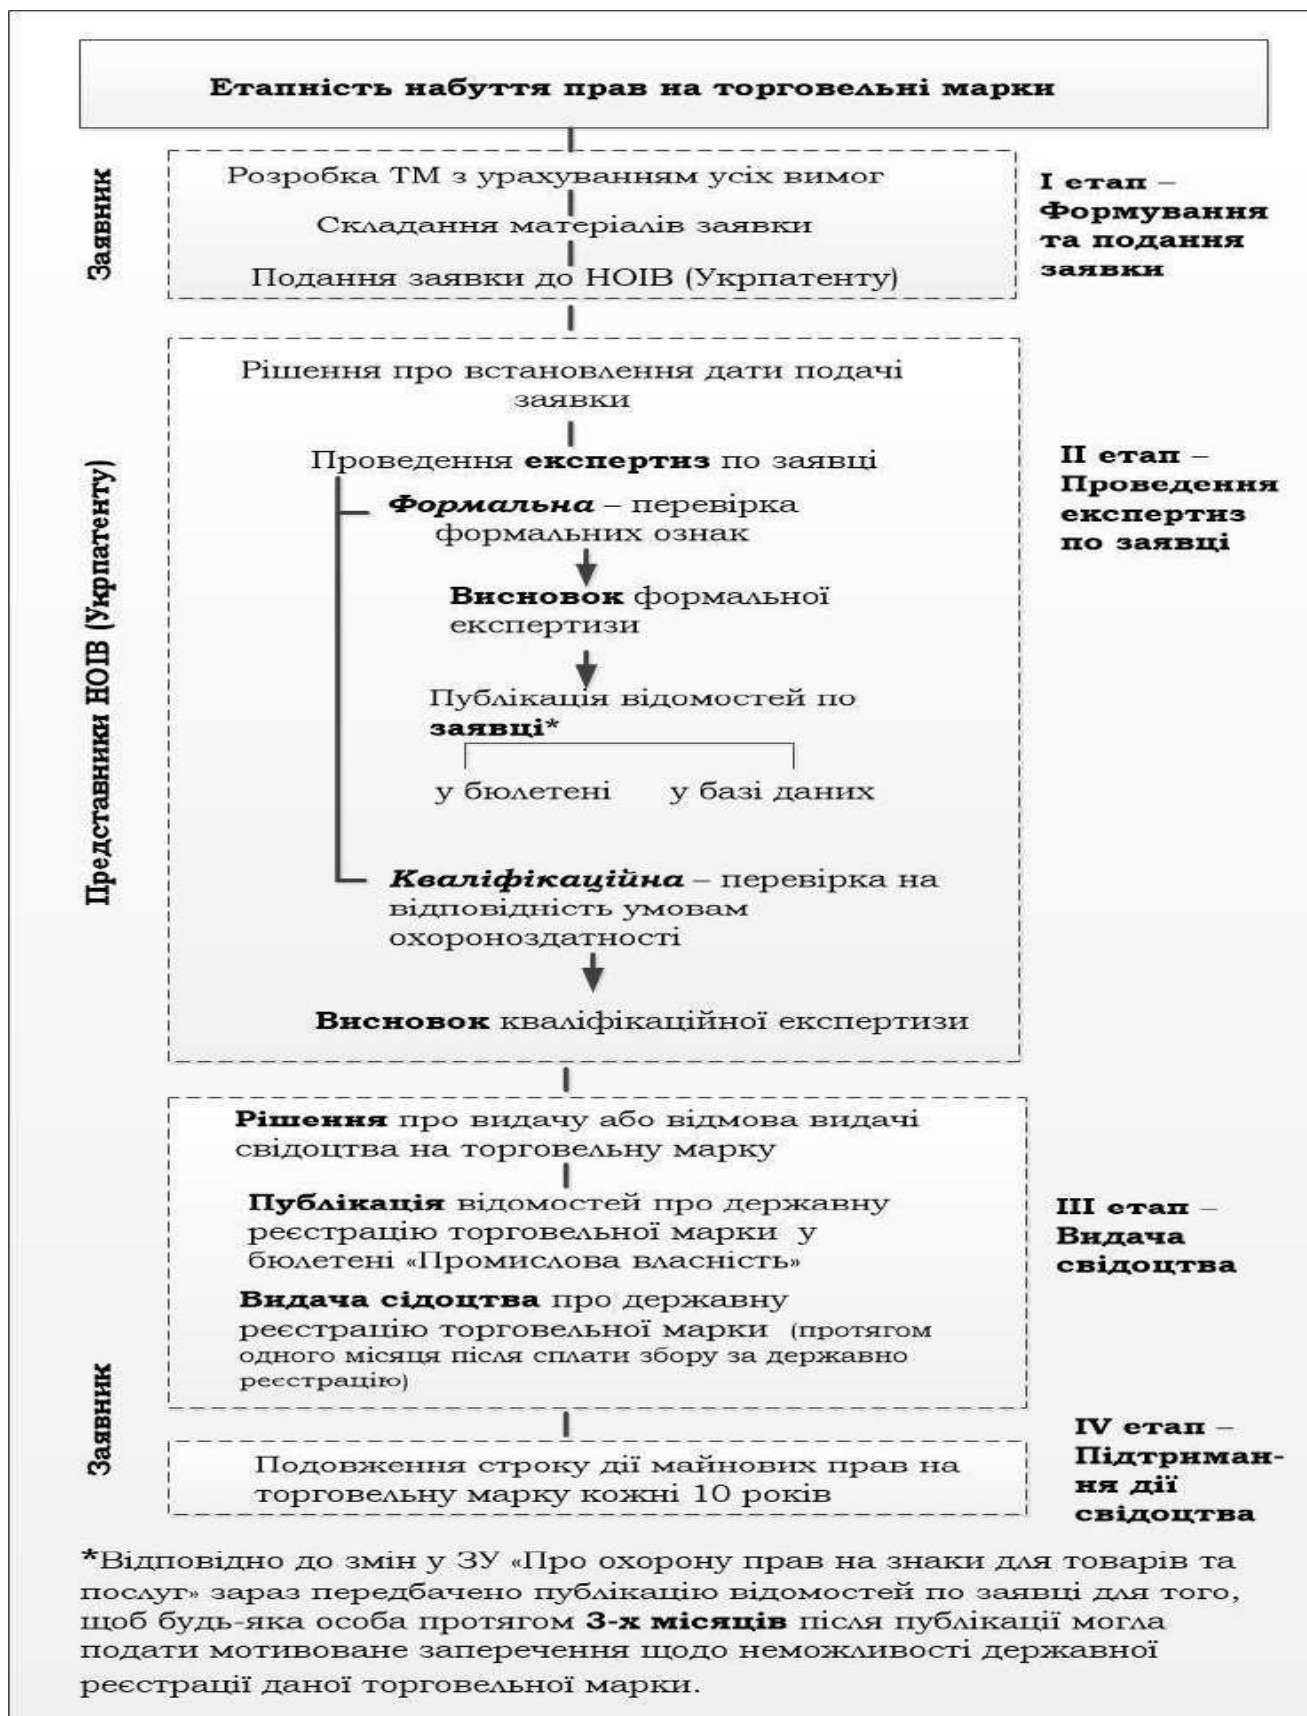 Етапність набуття прав на торговельні марки
Заявник
Розробка ТМ з урахуванням усіх вимог
Складання матеріалів заявки
Подання заявки до НОІВ (Укрпатенту)
І етап –
Формування
та подання
заявки
Представники НОІВ (Укрпатенту)
Рішення про встановлення дати подачі
заявки
Проведення експертиз по заявці
Формальна – перевірка
формальних ознак
Висновок формальної
експертизи
Публікація відомостей по
заявці*
у бюлетені у базі даних
Кваліфікаційна – перевірка на
відповідність умовам
охороноздатності
Висновок кваліфікаційної експертизи
ІІ етап –
Проведення
експертиз
по заявці
Рішення про видачу або відмова видачі
свідоцтва на торговельну марку
Публікація відомостей про державну
реєстрацію торговельної марки у
бюлетені «Промислова власність»
Видача сідоцтва про державну
реєстрацію торговельної марки (протягом
одного місяця після сплати збору за державно
реєстрацію)
ІІІ етап –
Видача
свідоцтва
Заявник
Подовження строку дії майнових прав на
торговельну марку кожні 10 років
IV етап –
Підтриман-
ня дії
свідоцтва
*Відповідно до змін у ЗУ «Про охорону прав на знаки для товарів та
послуг» зараз передбачено публікацію відомостей по заявці для того,
щоб будь-яка особа протягом 3-х місяців після публікації могла
подати мотивоване заперечення щодо неможливості державної
реєстрації даної торговельної марки.